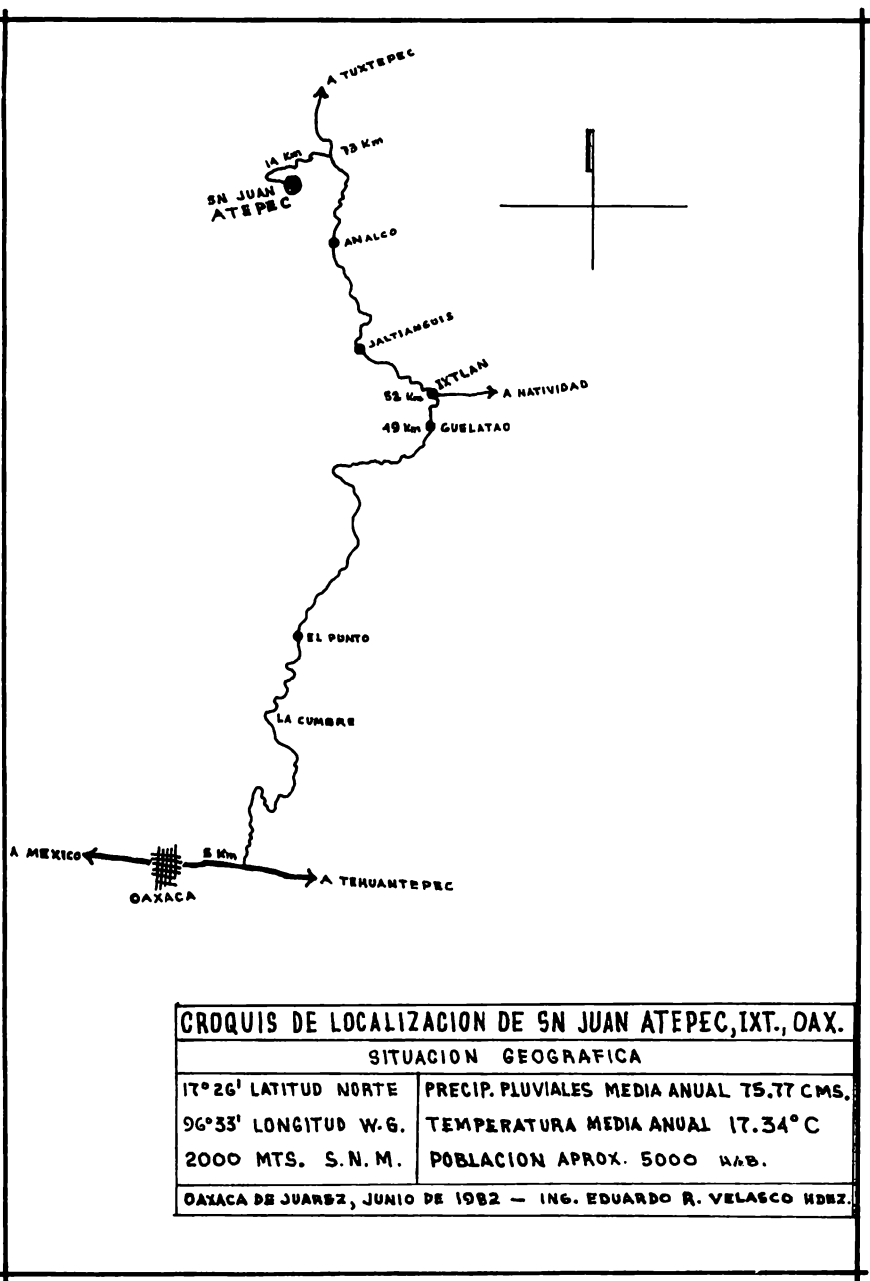 A TUXTEPEC
73 Km
14 Km
SN JUAN
ATEPEC
ANALCO
JALTIANGUIS
IXTLAN
52 Km
A NATIVIDAD
49 Km GUELATAO
EL PUNTO
LA CUMBRE
A MEXICO
5 Km
A TEHUANTEPEC
OAXACA
CROQUIS DE LOCALIZACION DE SN JUAN ATEPEC, IXT., OAX.
SITUACION GEOGRAFICA
17°26' LATITUD NORTE
96°33' LONGITUD W.G.
2000 MTS. S.N.M.
PRECIP. PLUVIALES MEDIA ANUAL 75.77 CMS.
TEMPERATURA MEDIA ANUAL 17.34°C
POBLACION APROX. 5000 HAB.
OAXACA DE JUAREZ, JUNIO DE 1982 – ING. EDUARDO R. VELASCO HDEZ.